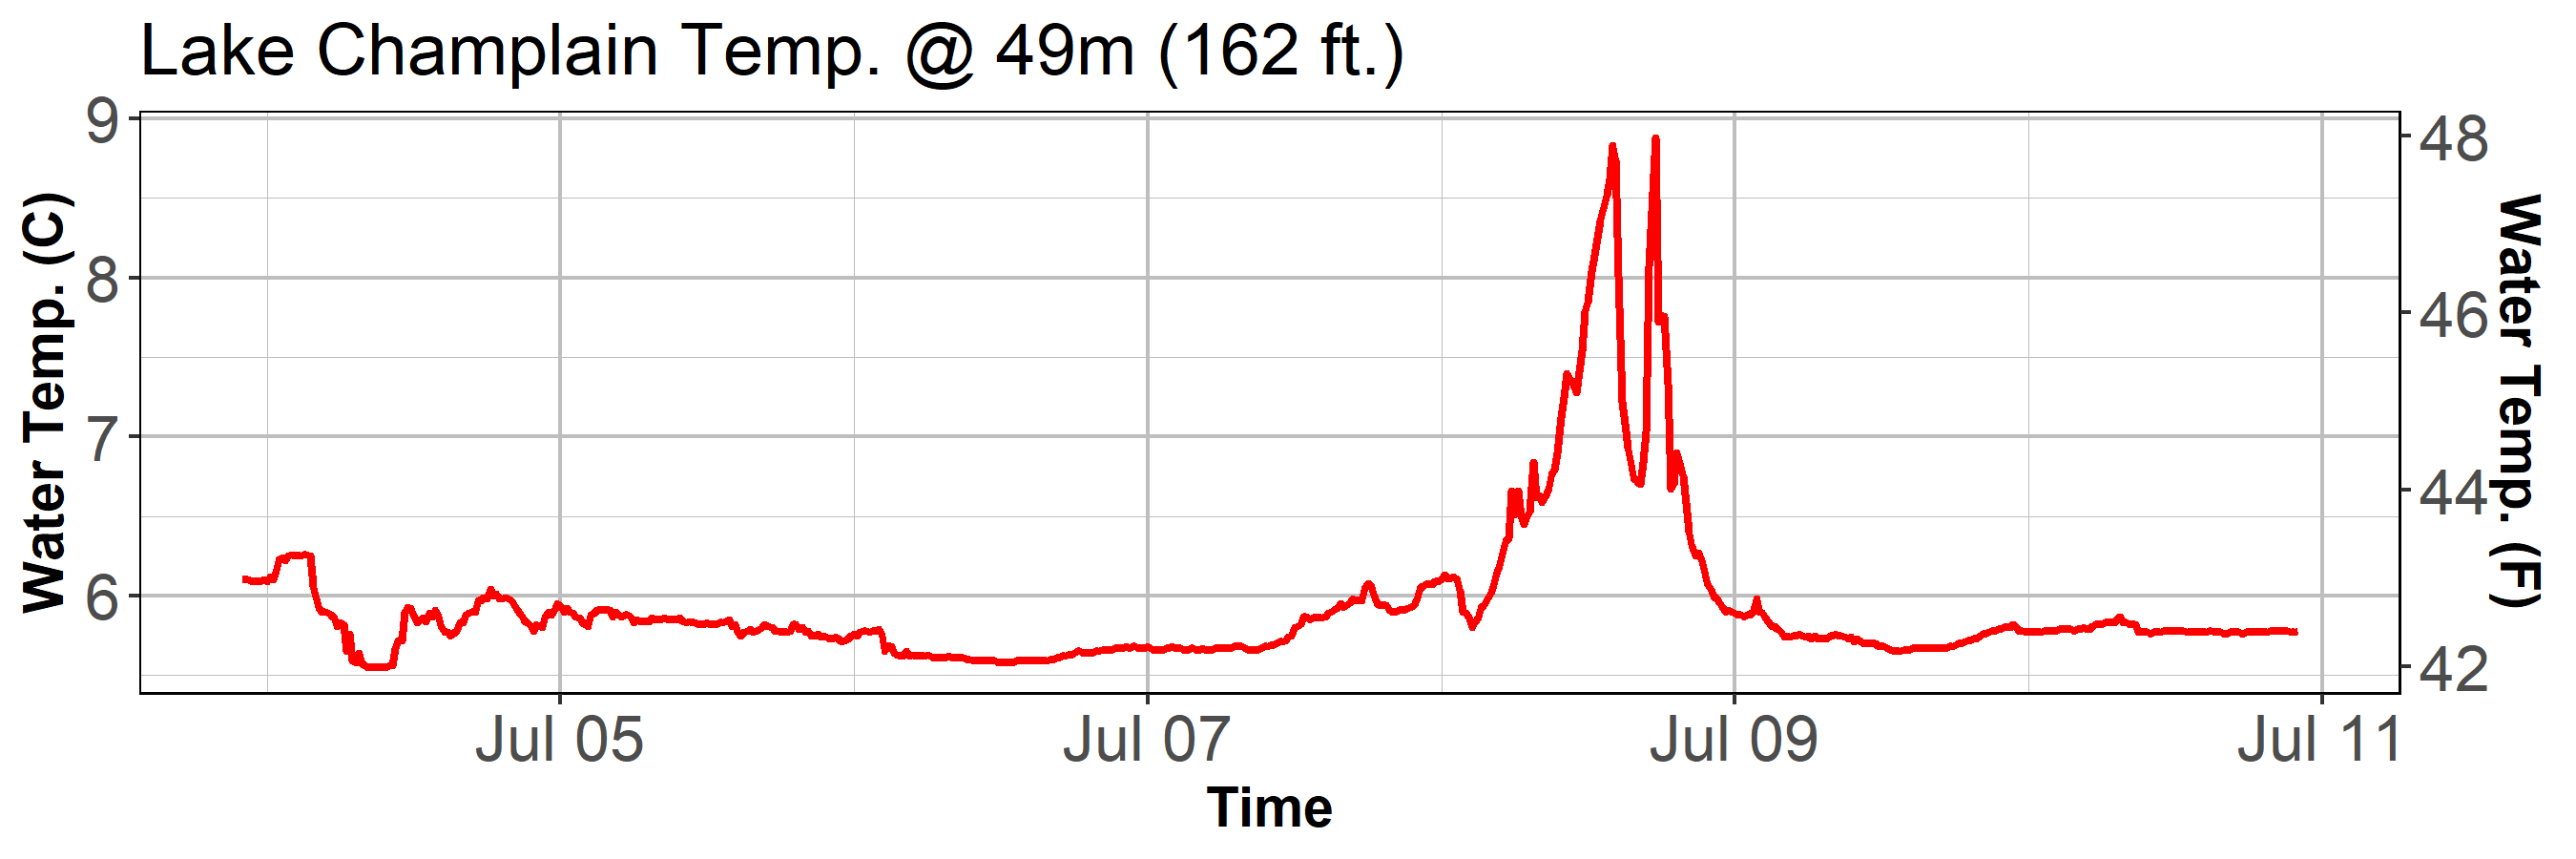 Lake Champlain Temp. @ 49m (162 ft.)
Water Temp. (C)
9
8
7
6
48
46
44
42
Water Temp. (F)
Jul 05
Jul 07
Jul 09
Jul 11
Time